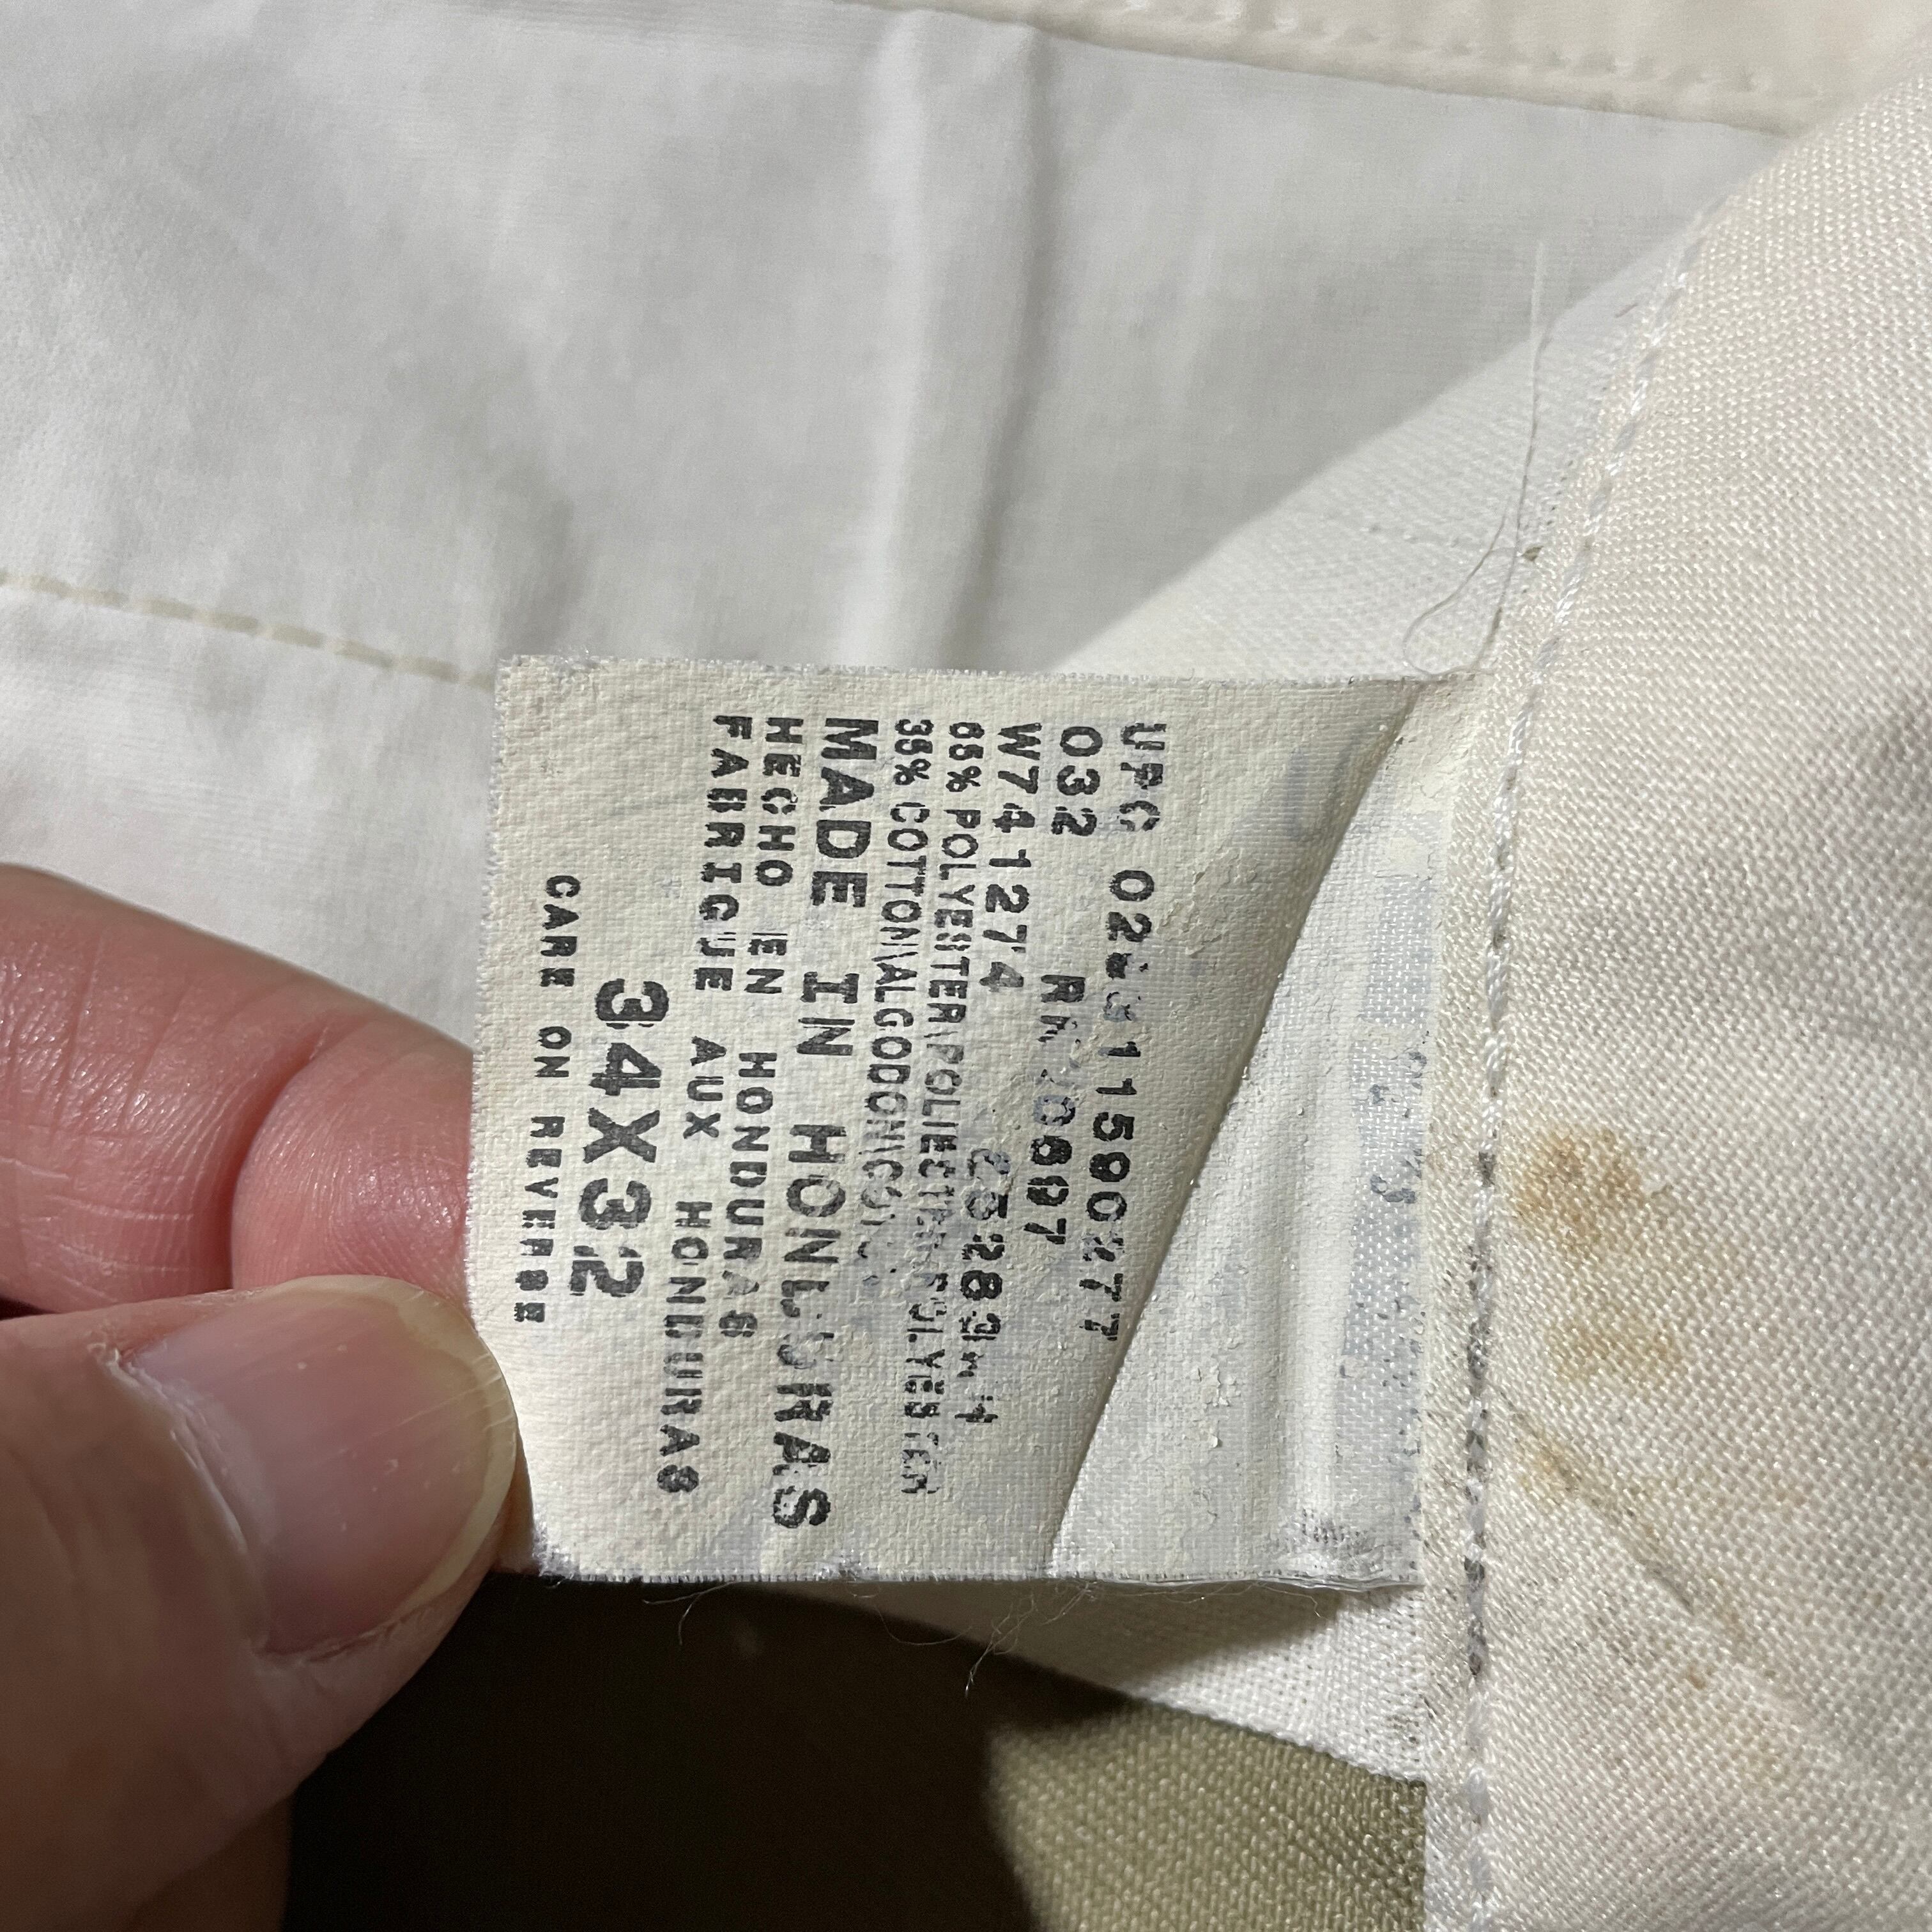 UPC
032
W741274
65% POLYESTER\POLIESTER\POLYESTER
35% COTTON\ALGODON\COTON
MADE IN HONDURAS
HECHO EN HONDURAS
FABRIQUE AUX HONDURAS
34X32
CARE ON REVERSE